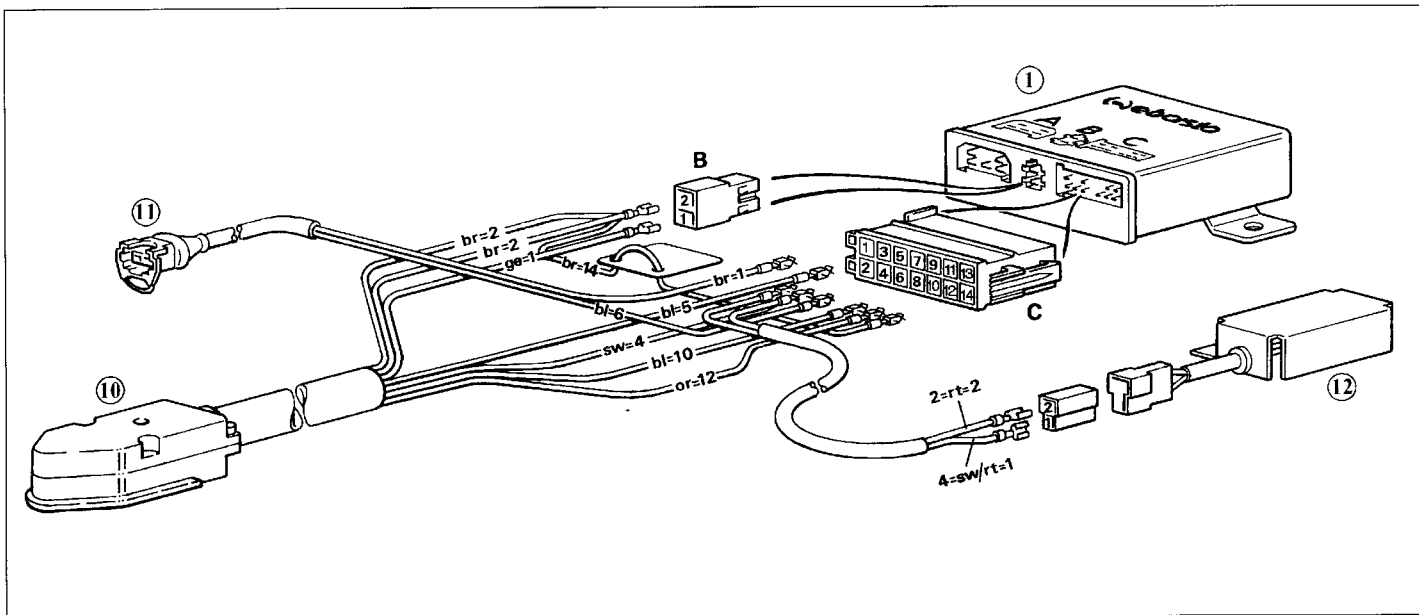 1
Webasto
A B C
B
2
1
11
br=2
br=2
ge=1
br=14
br=1
bl=5
bl=6
sw=4
bl=10
or=12
1 3 5 7 9 11 13
2 4 6 8 10 12 14
C
10
2=rt=2
4=sw/rt=1
2
1
12